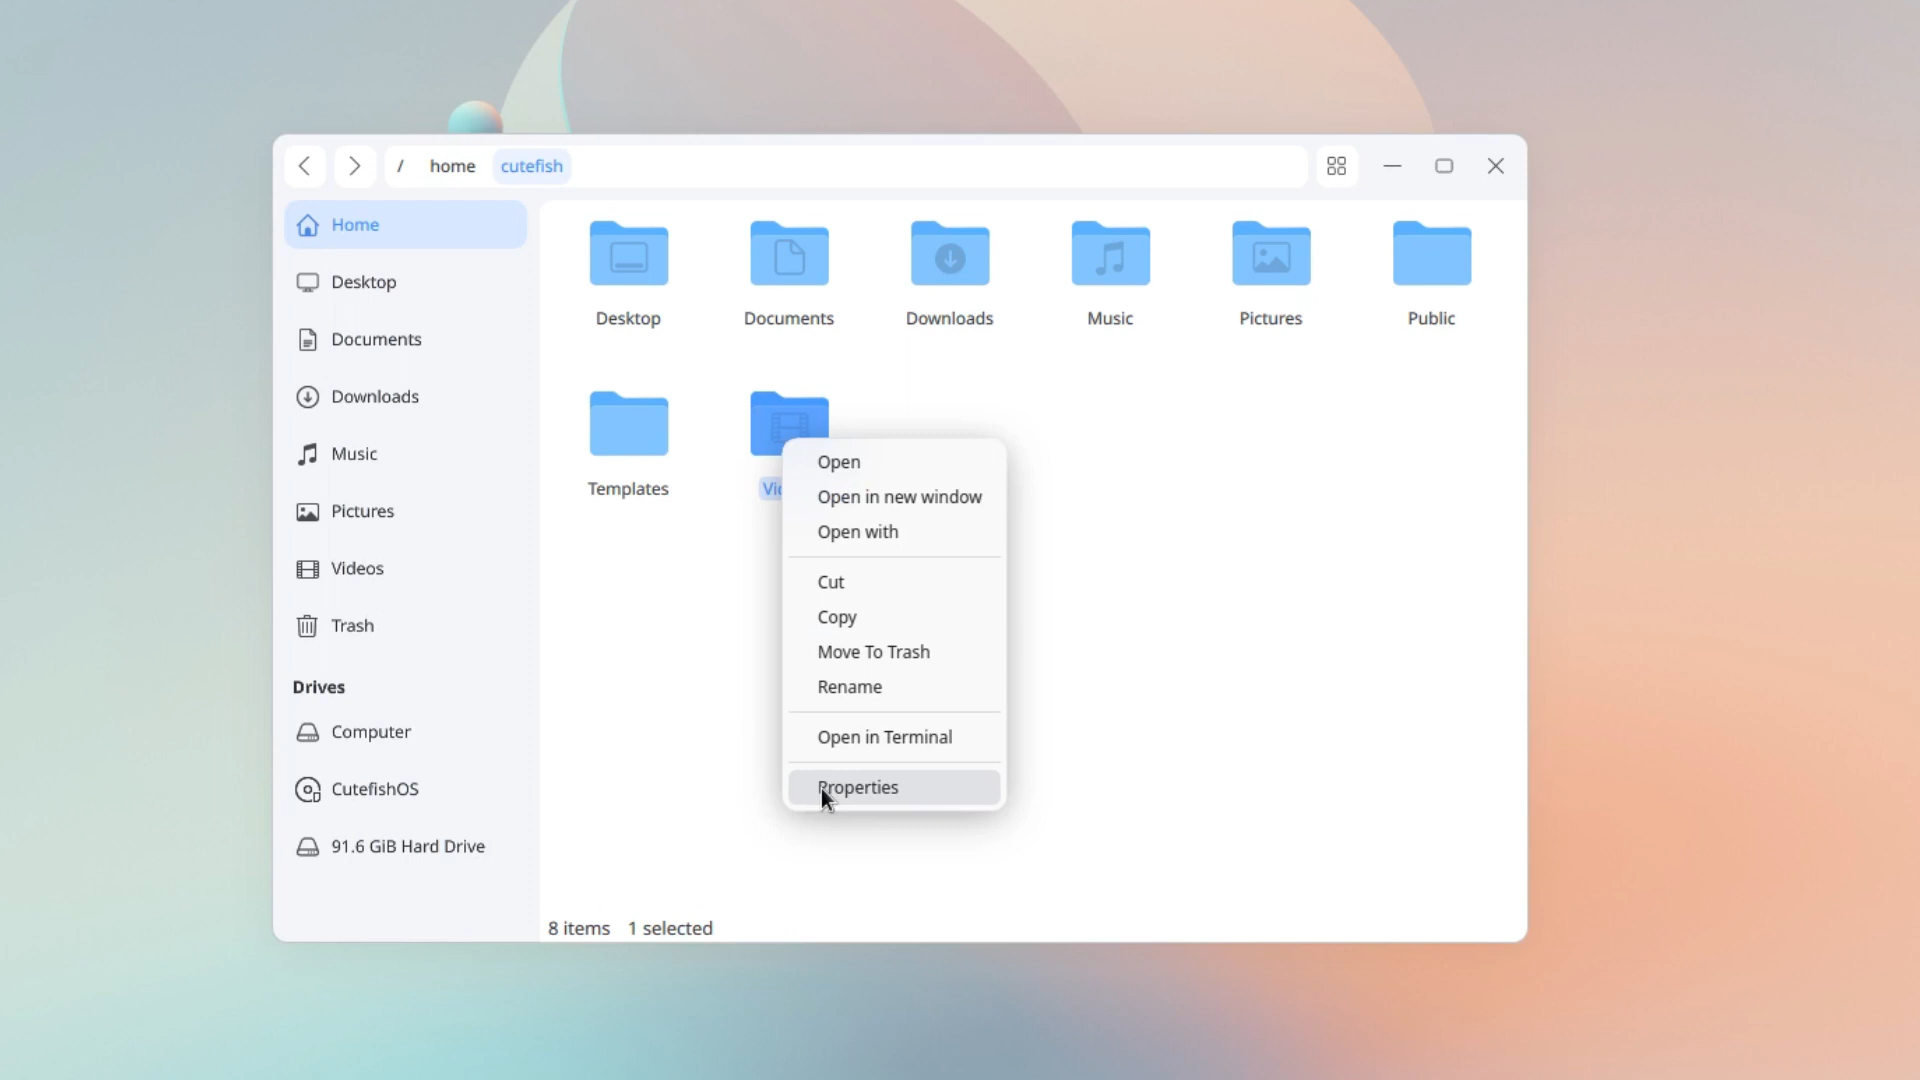 / home cutefish
Home
Desktop
Documents
Downloads
Music
Pictures
Videos
Trash
Drives
Computer
CutefishOS
91.6 GiB Hard Drive
Desktop Documents Downloads Music Pictures Public
Templates
Open
Open in new window
Open with
Cut
Copy
Move To Trash
Rename
Open in Terminal
Properties
8 items 1 selected